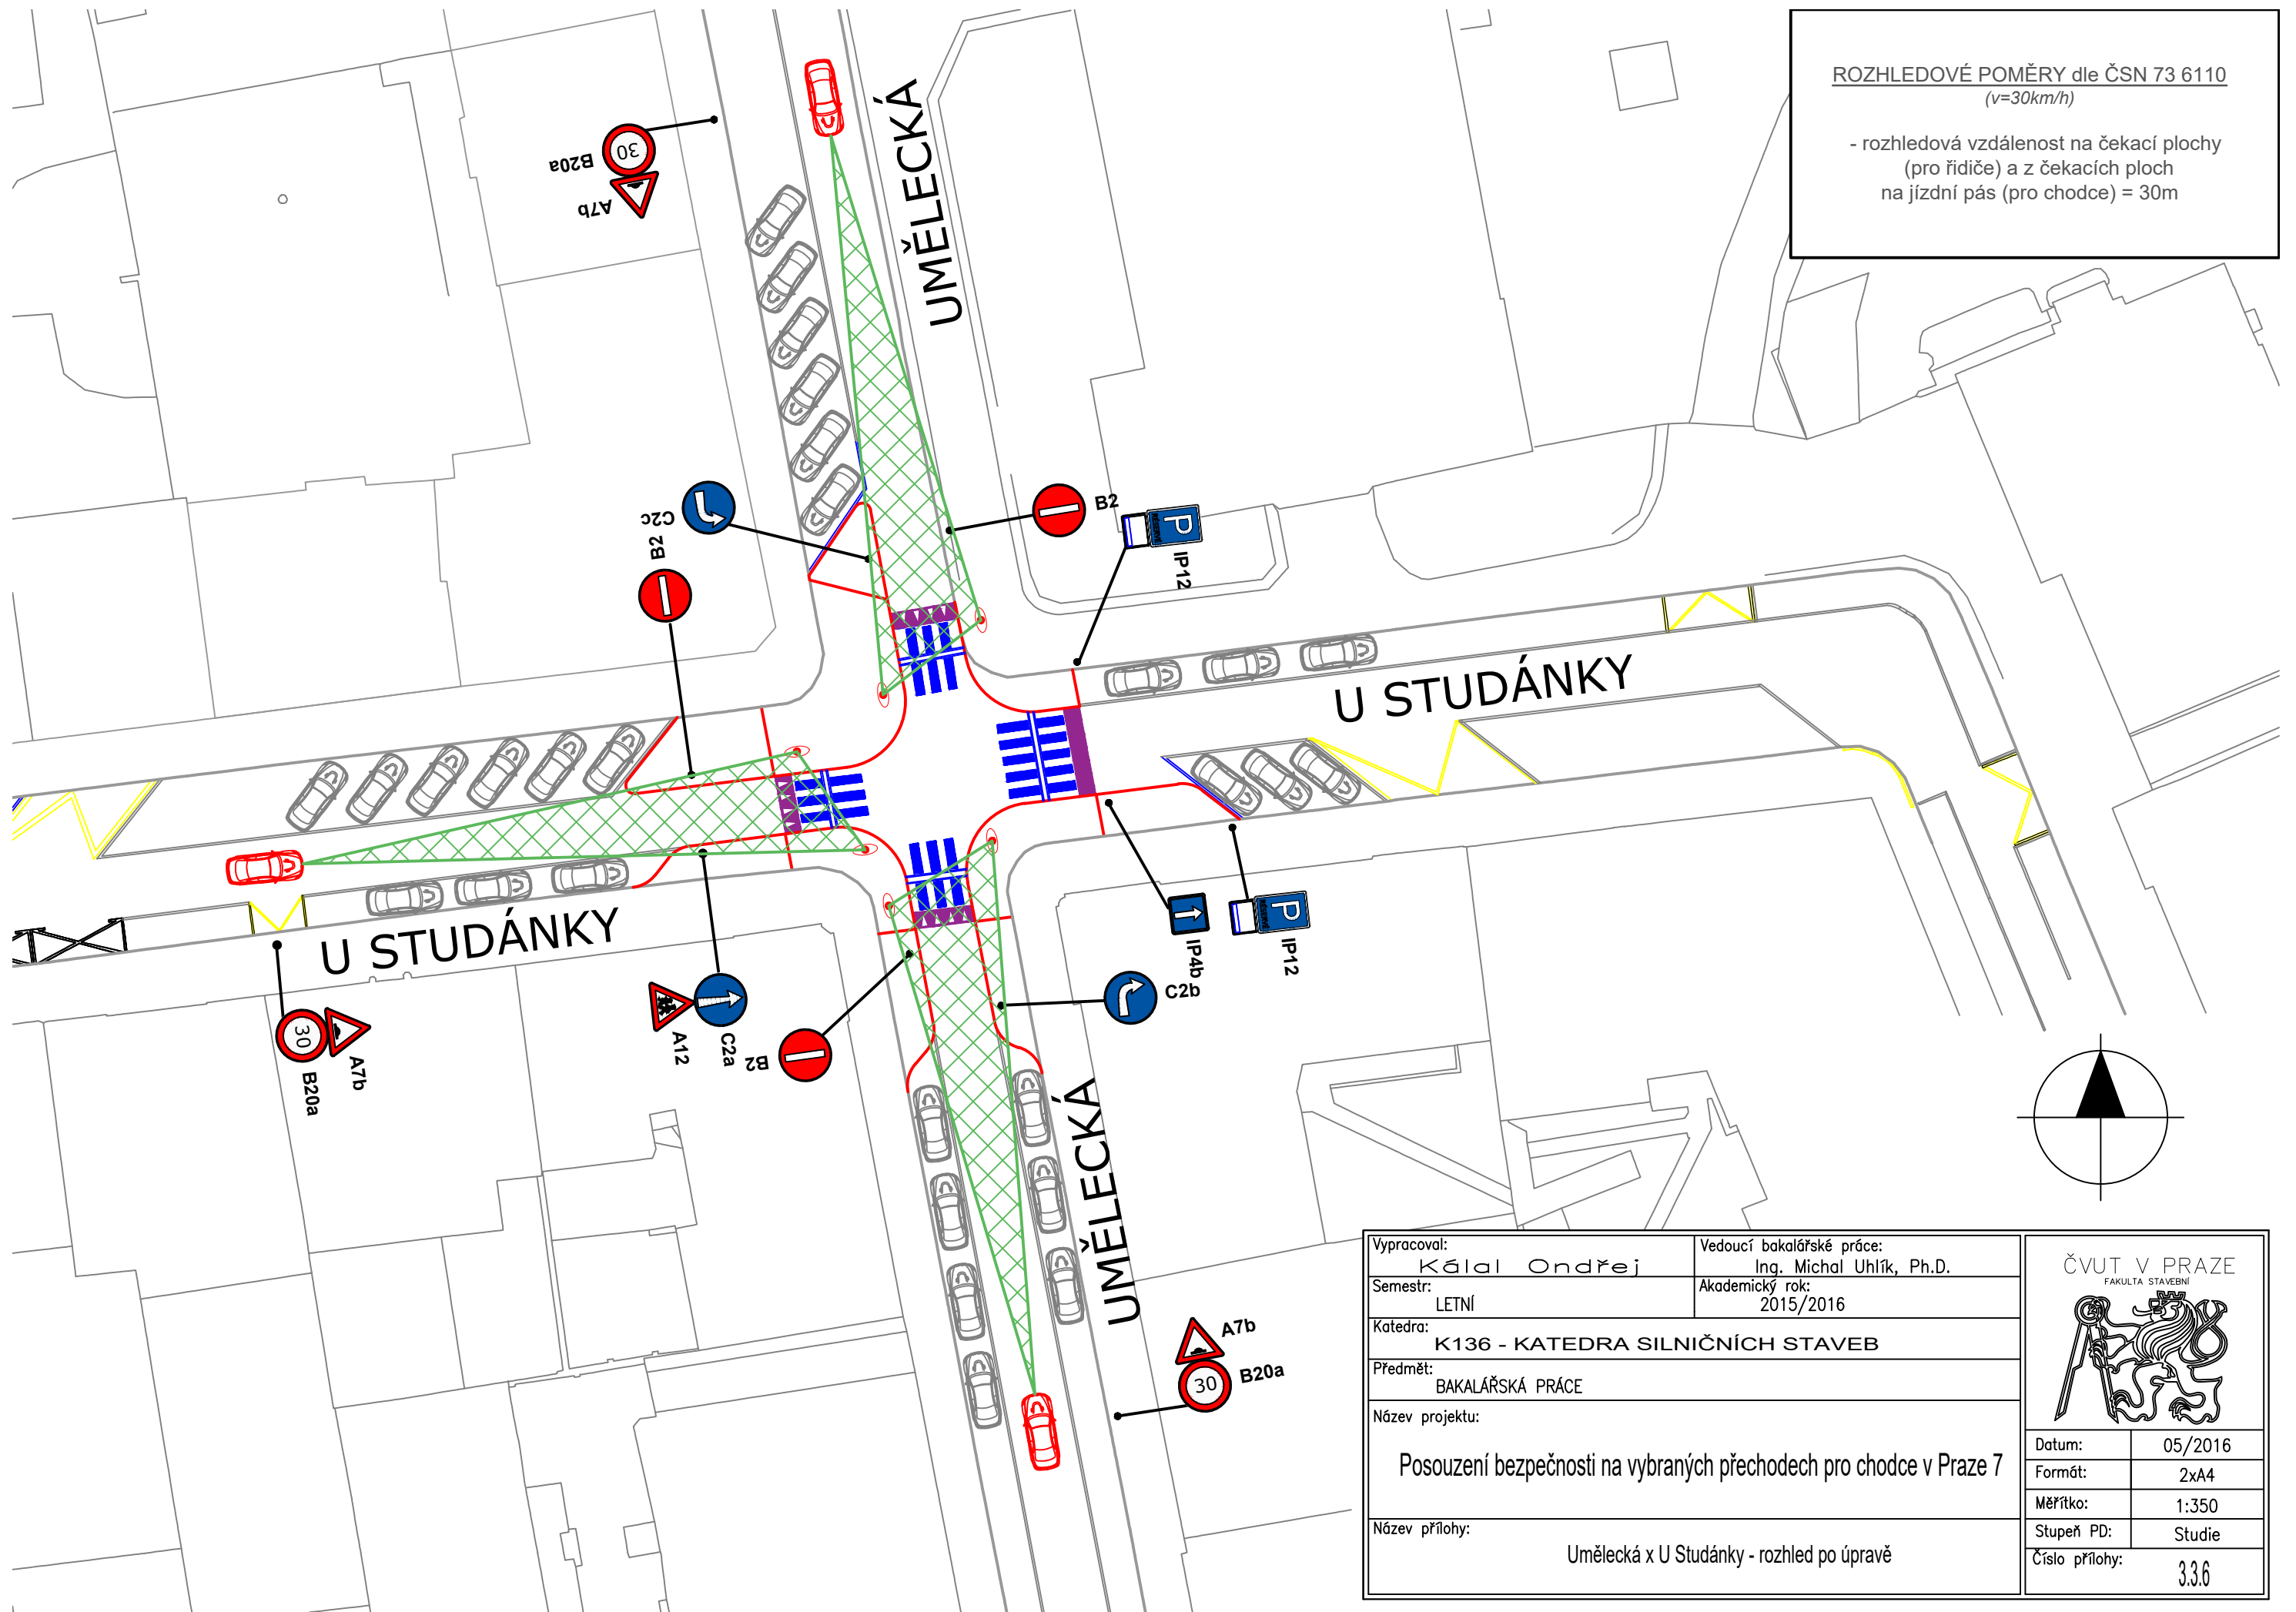 ROZHLEDOVÉ POMĚRY dle ČSN 73 6110
(v=30km/h)
- rozhledová vzdálenost na čekací plochy
(pro řidiče) a z čekacích ploch
na jízdní pás (pro chodce) = 30m
UMĚLECKÁ
30
B20a
A7b
C2c
B2
B2
P
RÉSERVÉ
IP12
U STUDÁNKY
U STUDÁNKY
30
B20a
A7b
A12
C2a
B2
C2b
IP4b
P
RÉSERVÉ
IP12
UMĚLECKÁ
A7b
30
B20a
Vypracoval:
Kálal Ondřej
Vedoucí bakalářské práce:
Ing. Michal Uhlík, Ph.D.
Semestr:
LETNÍ
Akademický rok:
2015/2016
Katedra:
K136 - KATEDRA SILNIČNÍCH STAVEB
Předmět:
BAKALÁŘSKÁ PRÁCE
Název projektu:
Posouzení bezpečnosti na vybraných přechodech pro chodce v Praze 7
Název přílohy:
Umělecká x U Studánky - rozhled po úpravě
ČVUT V PRAZE
FAKULTA STAVEBNÍ
Datum: 05/2016
Formát: 2xA4
Měřítko: 1:350
Stupeň PD: Studie
Číslo přílohy: 3.3.6